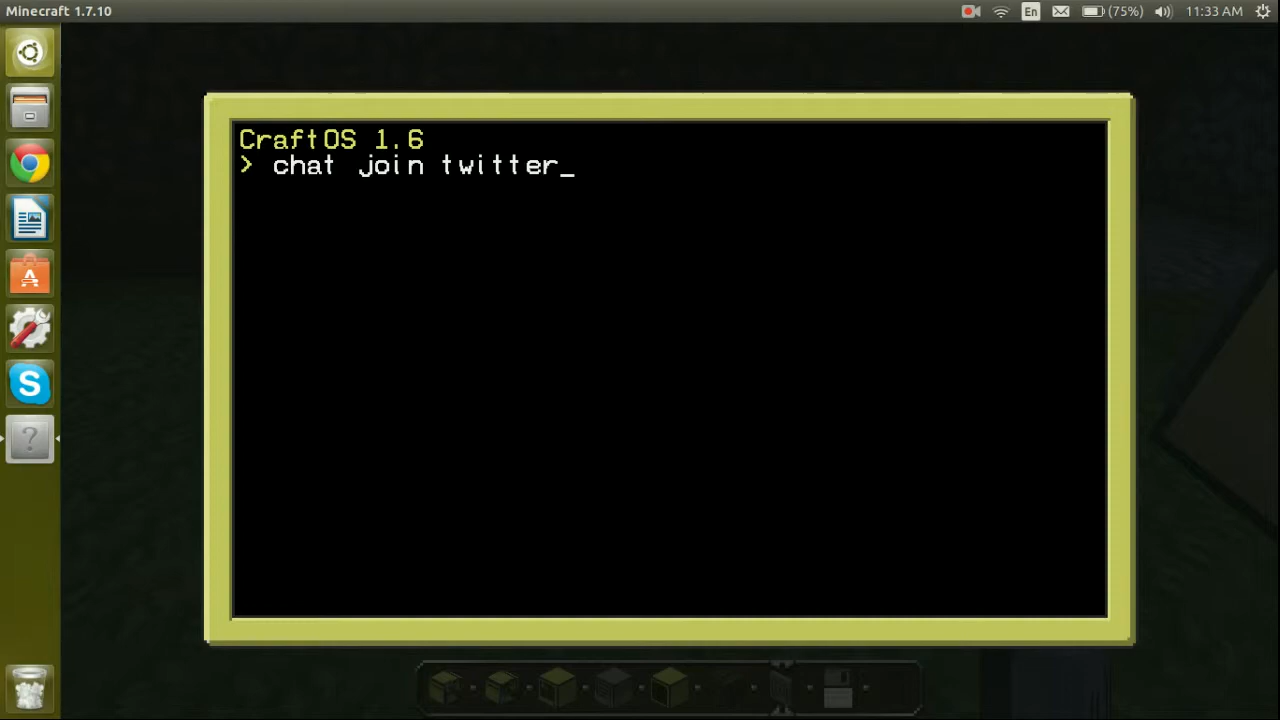 Minecraft 1.7.10
En
(75%)
11:33 AM
CraftOS 1.6
> chat join twitter_